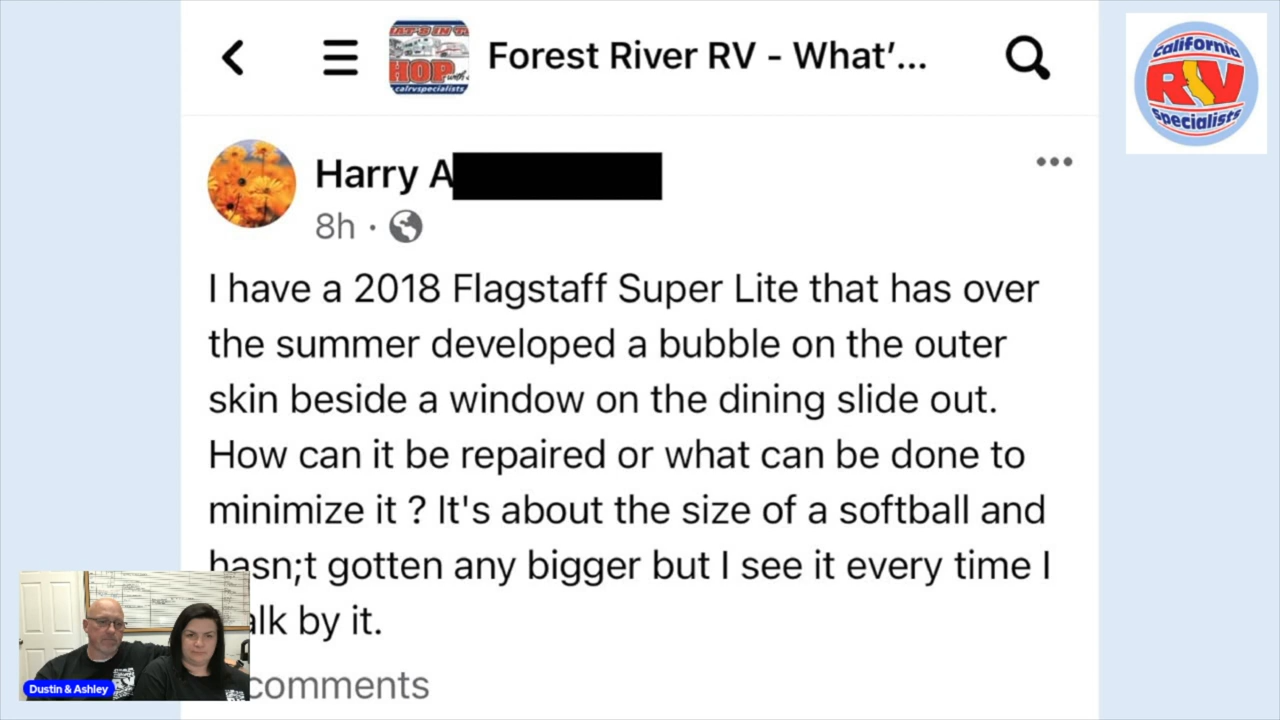 Forest River RV - What'...
HOP
calrvspecialists
california
RV
Specialists
Harry A
8h ·
I have a 2018 Flagstaff Super Lite that has over
the summer developed a bubble on the outer
skin beside a window on the dining slide out.
How can it be repaired or what can be done to
minimize it ? It's about the size of a softball and
hasn;t gotten any bigger but I see it every time I
alk by it.
comments
Dustin & Ashley